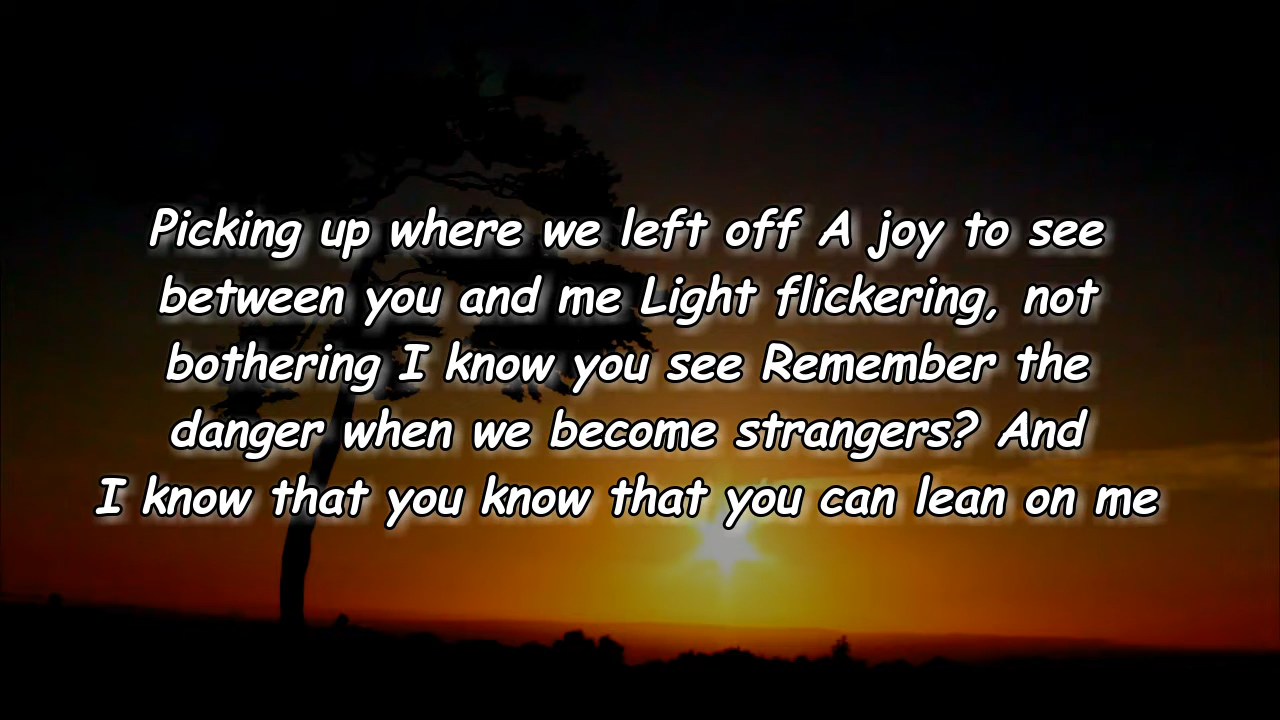 Picking up where we left off A joy to see
between you and me Light flickering, not
bothering I know you see Remember the
danger when we become strangers? And
I know that you know that you can lean on me